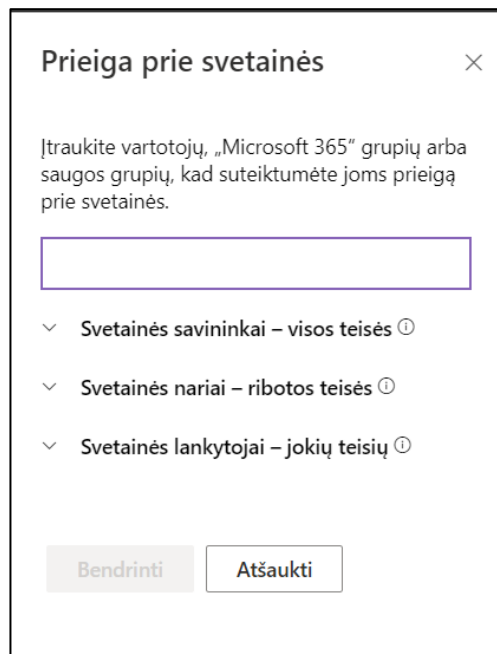 Prieiga prie svetainės
Įtraukite vartotojų, „Microsoft 365“ grupių arba
saugos grupių, kad suteiktumėte joms prieigą
prie svetainės.
Svetainės savininkai – visos teisės
Svetainės nariai – ribotos teisės
Svetainės lankytojai – jokių teisių
Bendrinti
Atšaukti